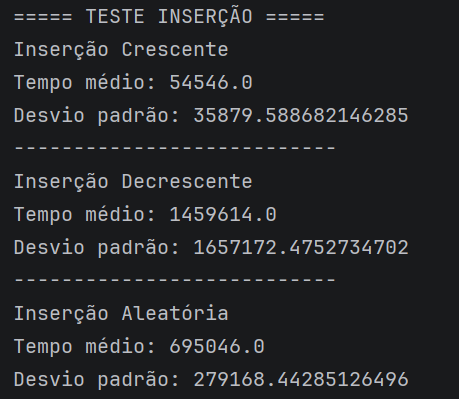 ===== TESTE INSERÇÃO =====
Inserção Crescente
Tempo médio: 54546.0
Desvio padrão: 35879.588682146285
---------------------------
Inserção Decrescente
Tempo médio: 1459614.0
Desvio padrão: 1657172.4752734702
---------------------------
Inserção Aleatória
Tempo médio: 695046.0
Desvio padrão: 279168.44285126496